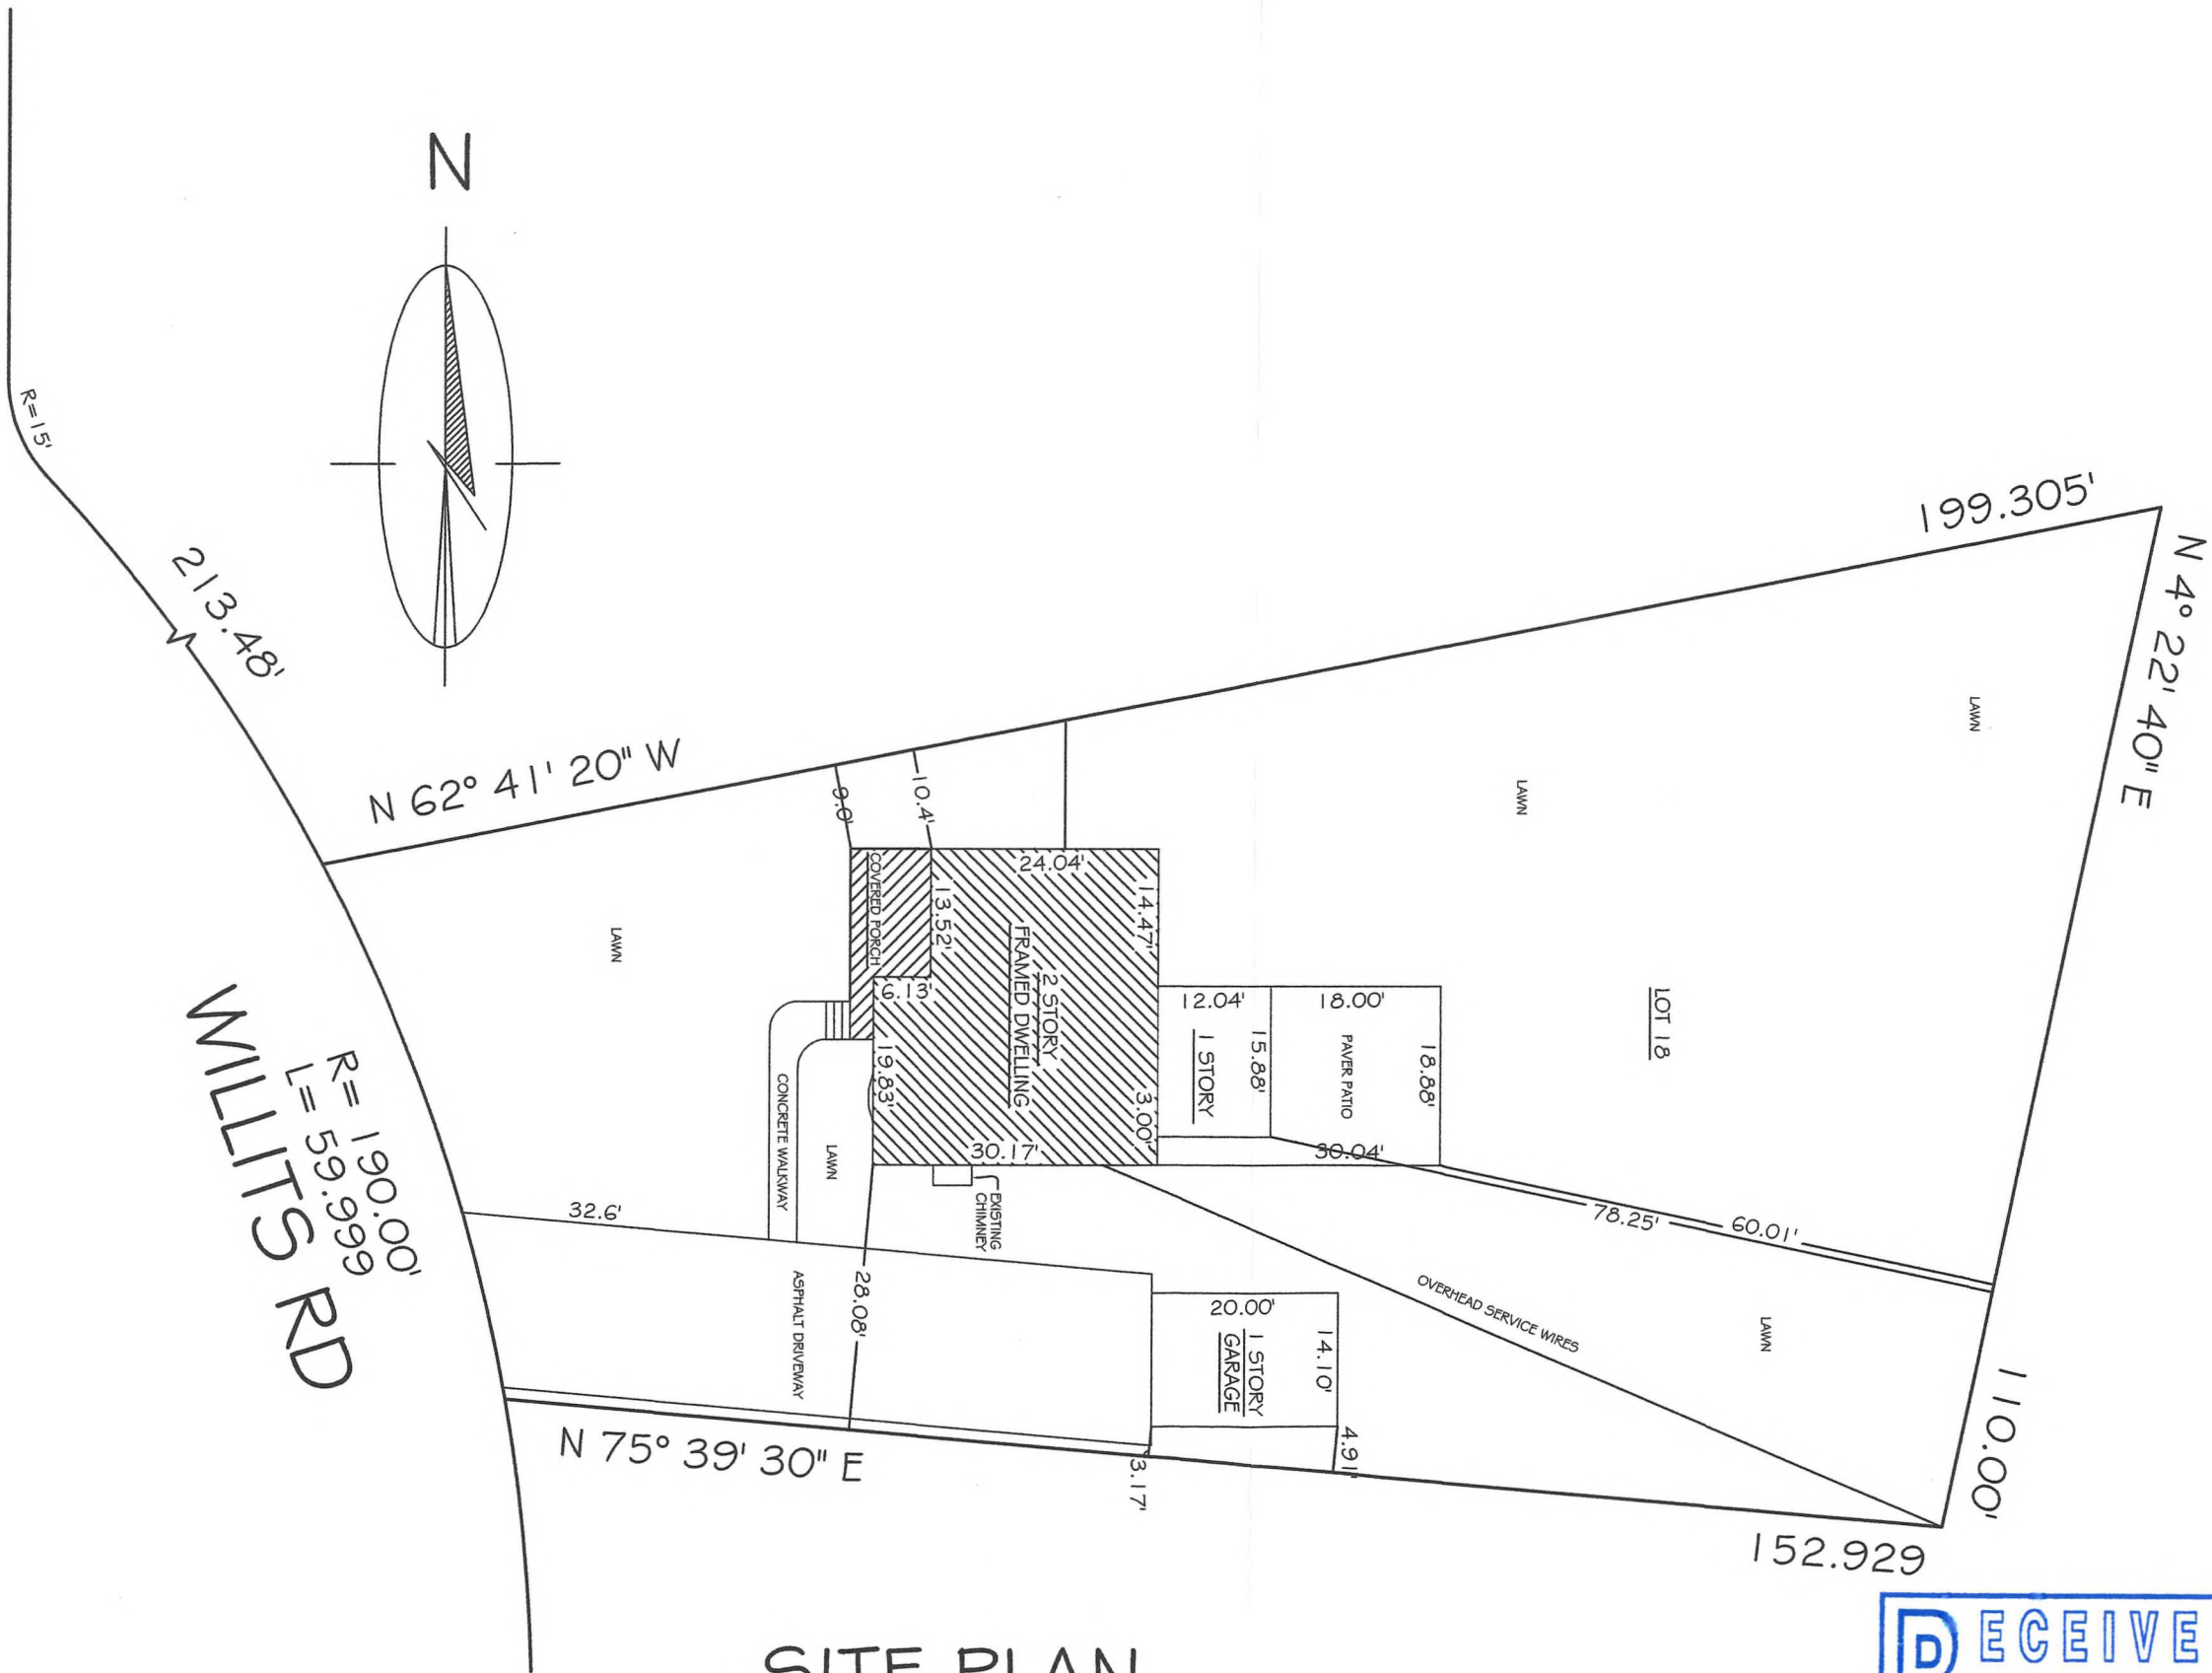 N
R=15'
213.48'
199.305'
N 4° 22' 40" E
LAWN
LAWN
N 62° 41' 20" W
9.0'
10.4'
24.04'
COVERED PORCH
13.52'
14.47'
2 STORY
FRAMED DWELLING
6.13'
19.83'
3.00'
30.17'
LAWN
12.04'
18.00'
1 STORY
15.88'
PAVER PATIO
18.88'
30.04'
LOT 18
CONCRETE WALKWAY
LAWN
EXISTING
CHIMNEY
78.25'
60.01'
OVERHEAD SERVICE WIRES
LAWN
R= 190.00'
L= 59.999
WILLITS RD
32.6'
ASPHALT DRIVEWAY
28.08'
20.00'
1 STORY
GARAGE
14.10'
4.91'
3.17'
N 75° 39' 30" E
110.00'
152.929
SITE PLAN
ECEIVE